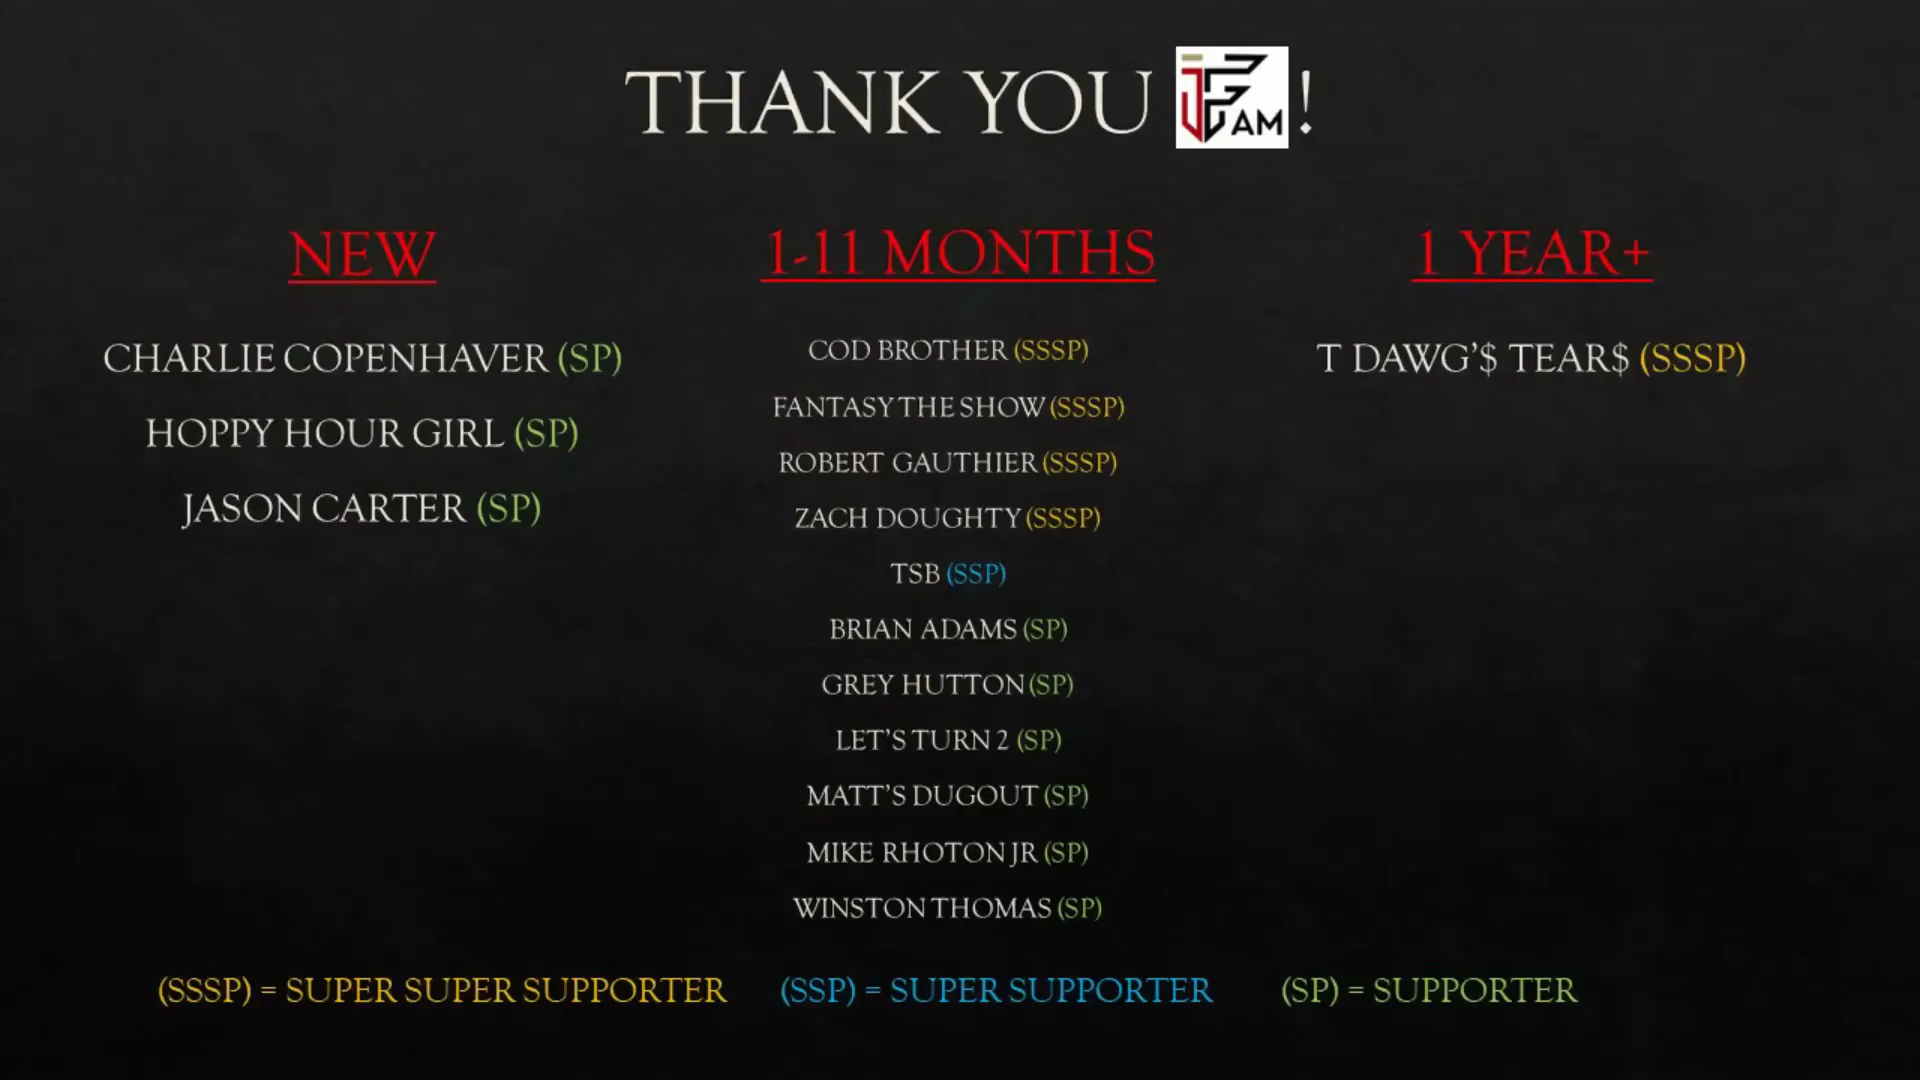 THANK YOU JFAM!
NEW
CHARLIE COPENHAVER (SP)
HOPPY HOUR GIRL (SP)
JASON CARTER (SP)
1-11 MONTHS
COD BROTHER (SSSP)
FANTASY THE SHOW (SSSP)
ROBERT GAUTHIER (SSSP)
ZACH DOUGHTY (SSSP)
TSB (SSP)
BRIAN ADAMS (SP)
GREY HUTTON (SP)
LET’S TURN 2 (SP)
MATT’S DUGOUT (SP)
MIKE RHOTON JR (SP)
WINSTON THOMAS (SP)
1 YEAR+
T DAWG’$ TEAR$ (SSSP)
(SSSP) = SUPER SUPER SUPPORTER (SSP) = SUPER SUPPORTER (SP) = SUPPORTER